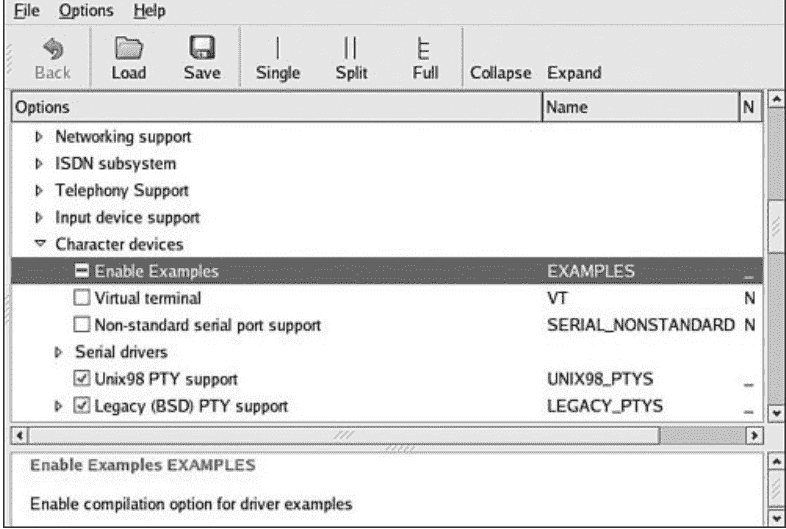 File Options Help
Back Load Save Single Split Full Collapse Expand
Options Name N
Networking support
ISDN subsystem
Telephony Support
Input device support
Character devices
Enable Examples EXAMPLES _
Virtual terminal VT N
Non-standard serial port support SERIAL_NONSTANDARD N
Serial drivers
Unix98 PTY support UNIX98_PTYS _
Legacy (BSD) PTY support LEGACY_PTYS _
Enable Examples EXAMPLES
Enable compilation option for driver examples